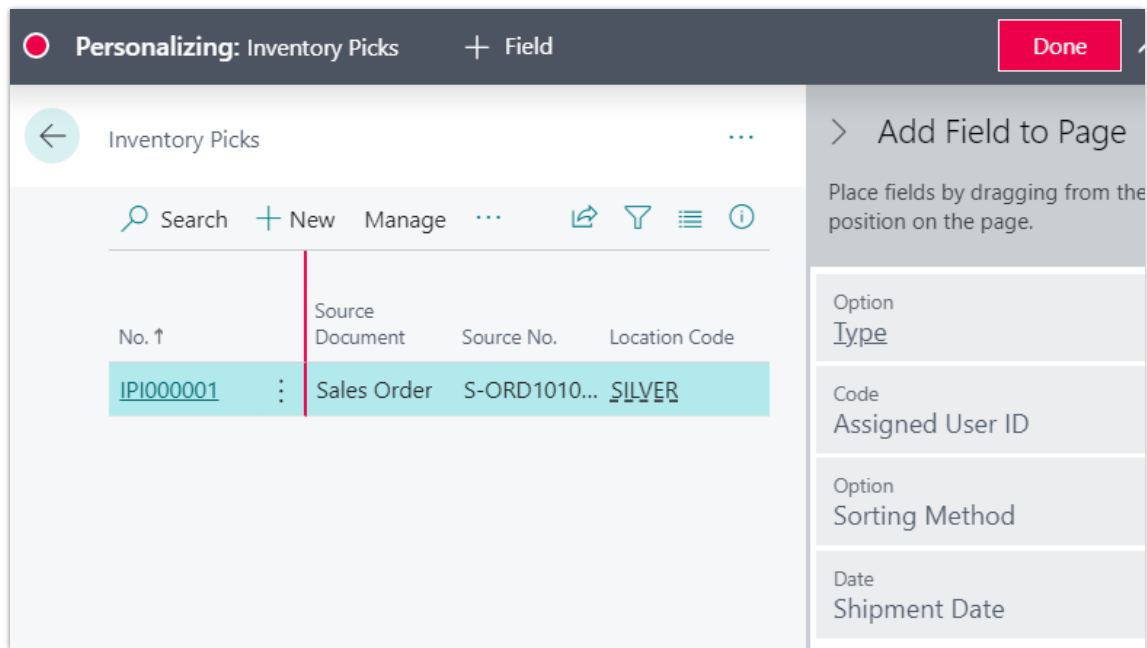 Personalizing: Inventory Picks + Field Done
Inventory Picks
Add Field to Page
Place fields by dragging from the
position on the page.
Search + New Manage ...
Source
No. ↑ Document Source No. Location Code
IPI000001 Sales Order S-ORD1010... SILVER
Option
Type
Code
Assigned User ID
Option
Sorting Method
Date
Shipment Date